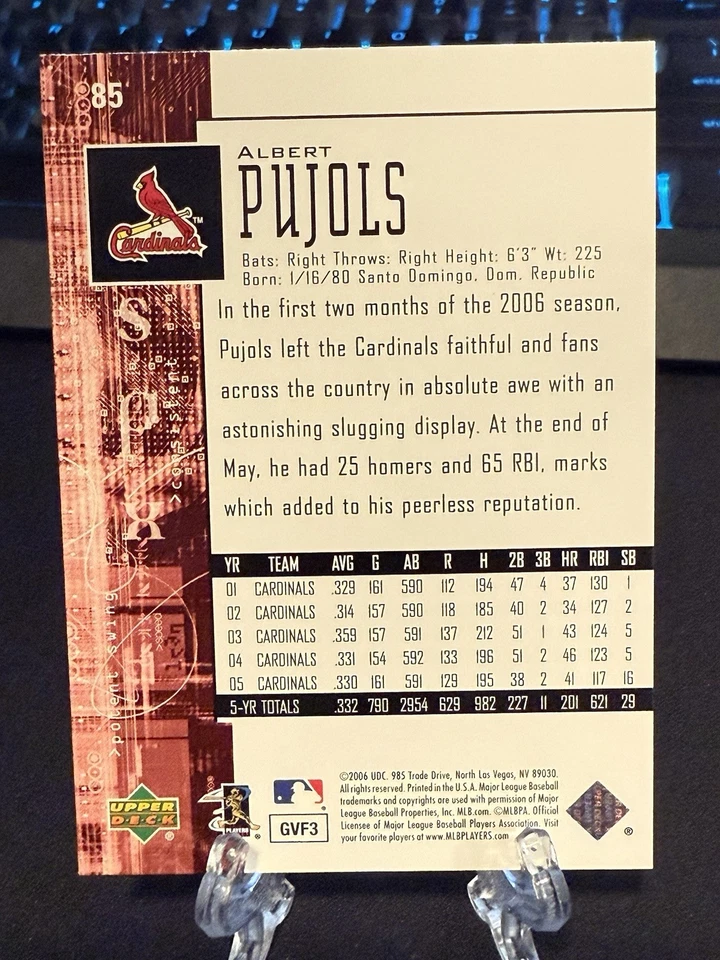 85
ALBERT
PUJOLS
Cardinals™
Bats: Right Throws: Right Height: 6'3" Wt: 225
Born: 1/16/80 Santo Domingo, Dom. Republic
In the first two months of the 2006 season,
Pujols left the Cardinals faithful and fans
across the country in absolute awe with an
astonishing slugging display. At the end of
May, he had 25 homers and 65 RBI, marks
which added to his peerless reputation.
>consistent
>potent swing
YR TEAM AVG G AB R H 2B 3B HR RBI SB
01 CARDINALS .329 161 590 112 194 47 4 37 130 1
02 CARDINALS .314 157 590 118 185 40 2 34 127 2
03 CARDINALS .359 157 591 137 212 51 1 43 124 5
04 CARDINALS .331 154 592 133 196 51 2 46 123 5
05 CARDINALS .330 161 591 129 195 38 2 41 117 16
5-YR TOTALS .332 790 2954 629 982 227 11 201 621 29
UPPER
DECK
®
PLAYERS
®
GVF3
©2006 UDC. 985 Trade Drive, North Las Vegas, NV 89030.
All rights reserved. Printed in the U.S.A. Major League Baseball
trademarks and copyrights are used with permission of Major
League Baseball Properties, Inc. MLB.com. ©MLBPA. Official
Licensee of Major League Baseball Players Association. Visit
your favorite players at www.MLBPLAYERS.com
®